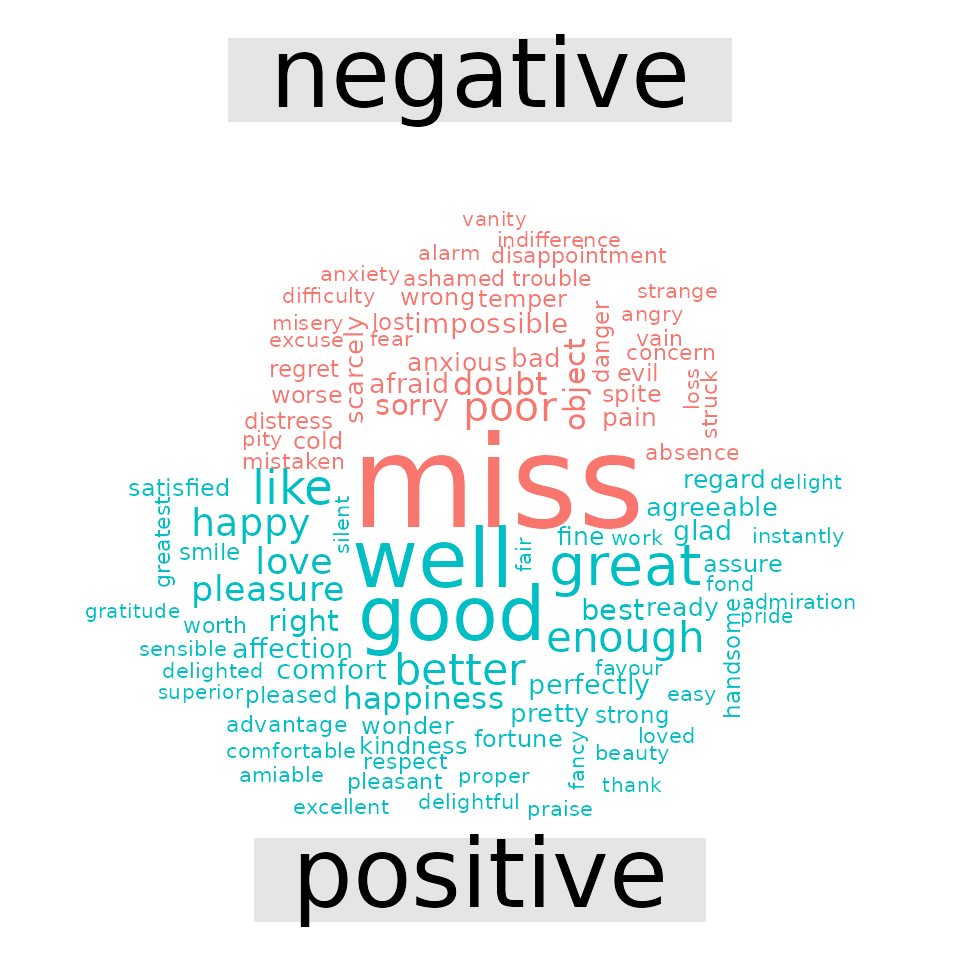 negative
vanity
indifference
alarm disappointment
anxiety ashamed trouble
difficulty wrong temper strange
misery scarcely lost impossible danger angry
excuse fear vain
anxious bad object concern
regret afraid doubt evil loss struck
worse sorry poor spite
distress pain
pity cold absence
mistaken miss
satisfied like regard delight
greatest happy silent agreeable
smile well fair fine work glad instantly
love great assure
pleasure good fond
gratitude right best ready handsome admiration
worth enough pride
sensible affection
delighted comfort better favour
superior pleased happiness perfectly easy
advantage wonder pretty strong
comfortable kindness fortune fancy loved
respect beauty
amiable pleasant proper thank
excellent delightful praise
positive